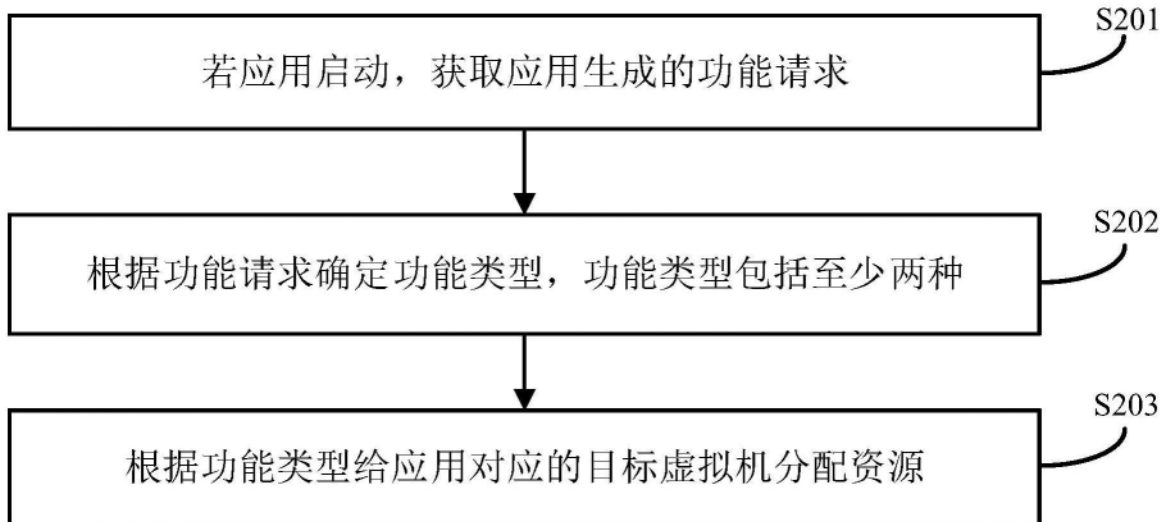 S201
若应用启动，获取应用生成的功能请求
S202
根据功能请求确定功能类型，功能类型包括至少两种
S203
根据功能类型给应用对应的目标虚拟机分配资源